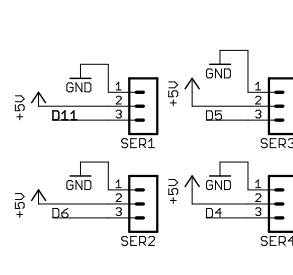 GND 1
+5V 2
D11 3
SER1
GND 1
+5V 2
D5 3
SER3
GND 1
+5V 2
D6 3
SER2
GND 1
+5V 2
D4 3
SER4